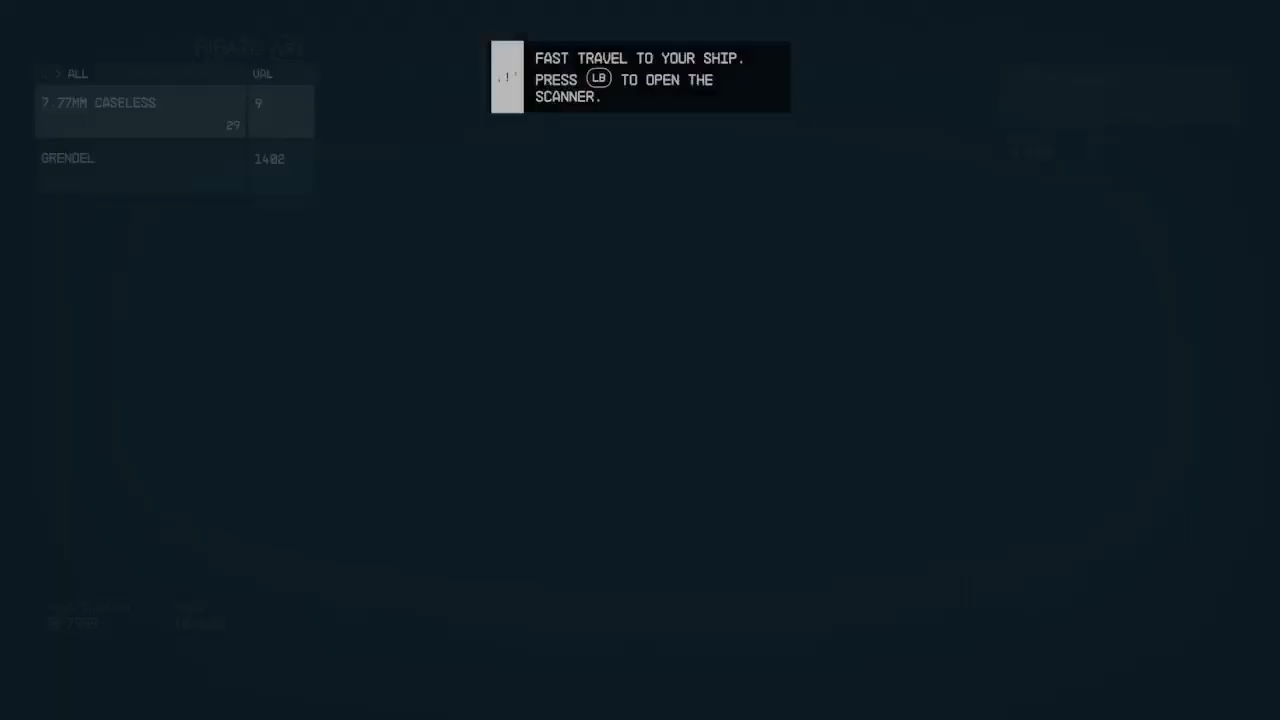 FAST TRAVEL TO YOUR SHIP.
PRESS LB TO OPEN THE
SCANNER.
ALL VAL
7.77MM CASELESS 9
29
GRENDEL 1402